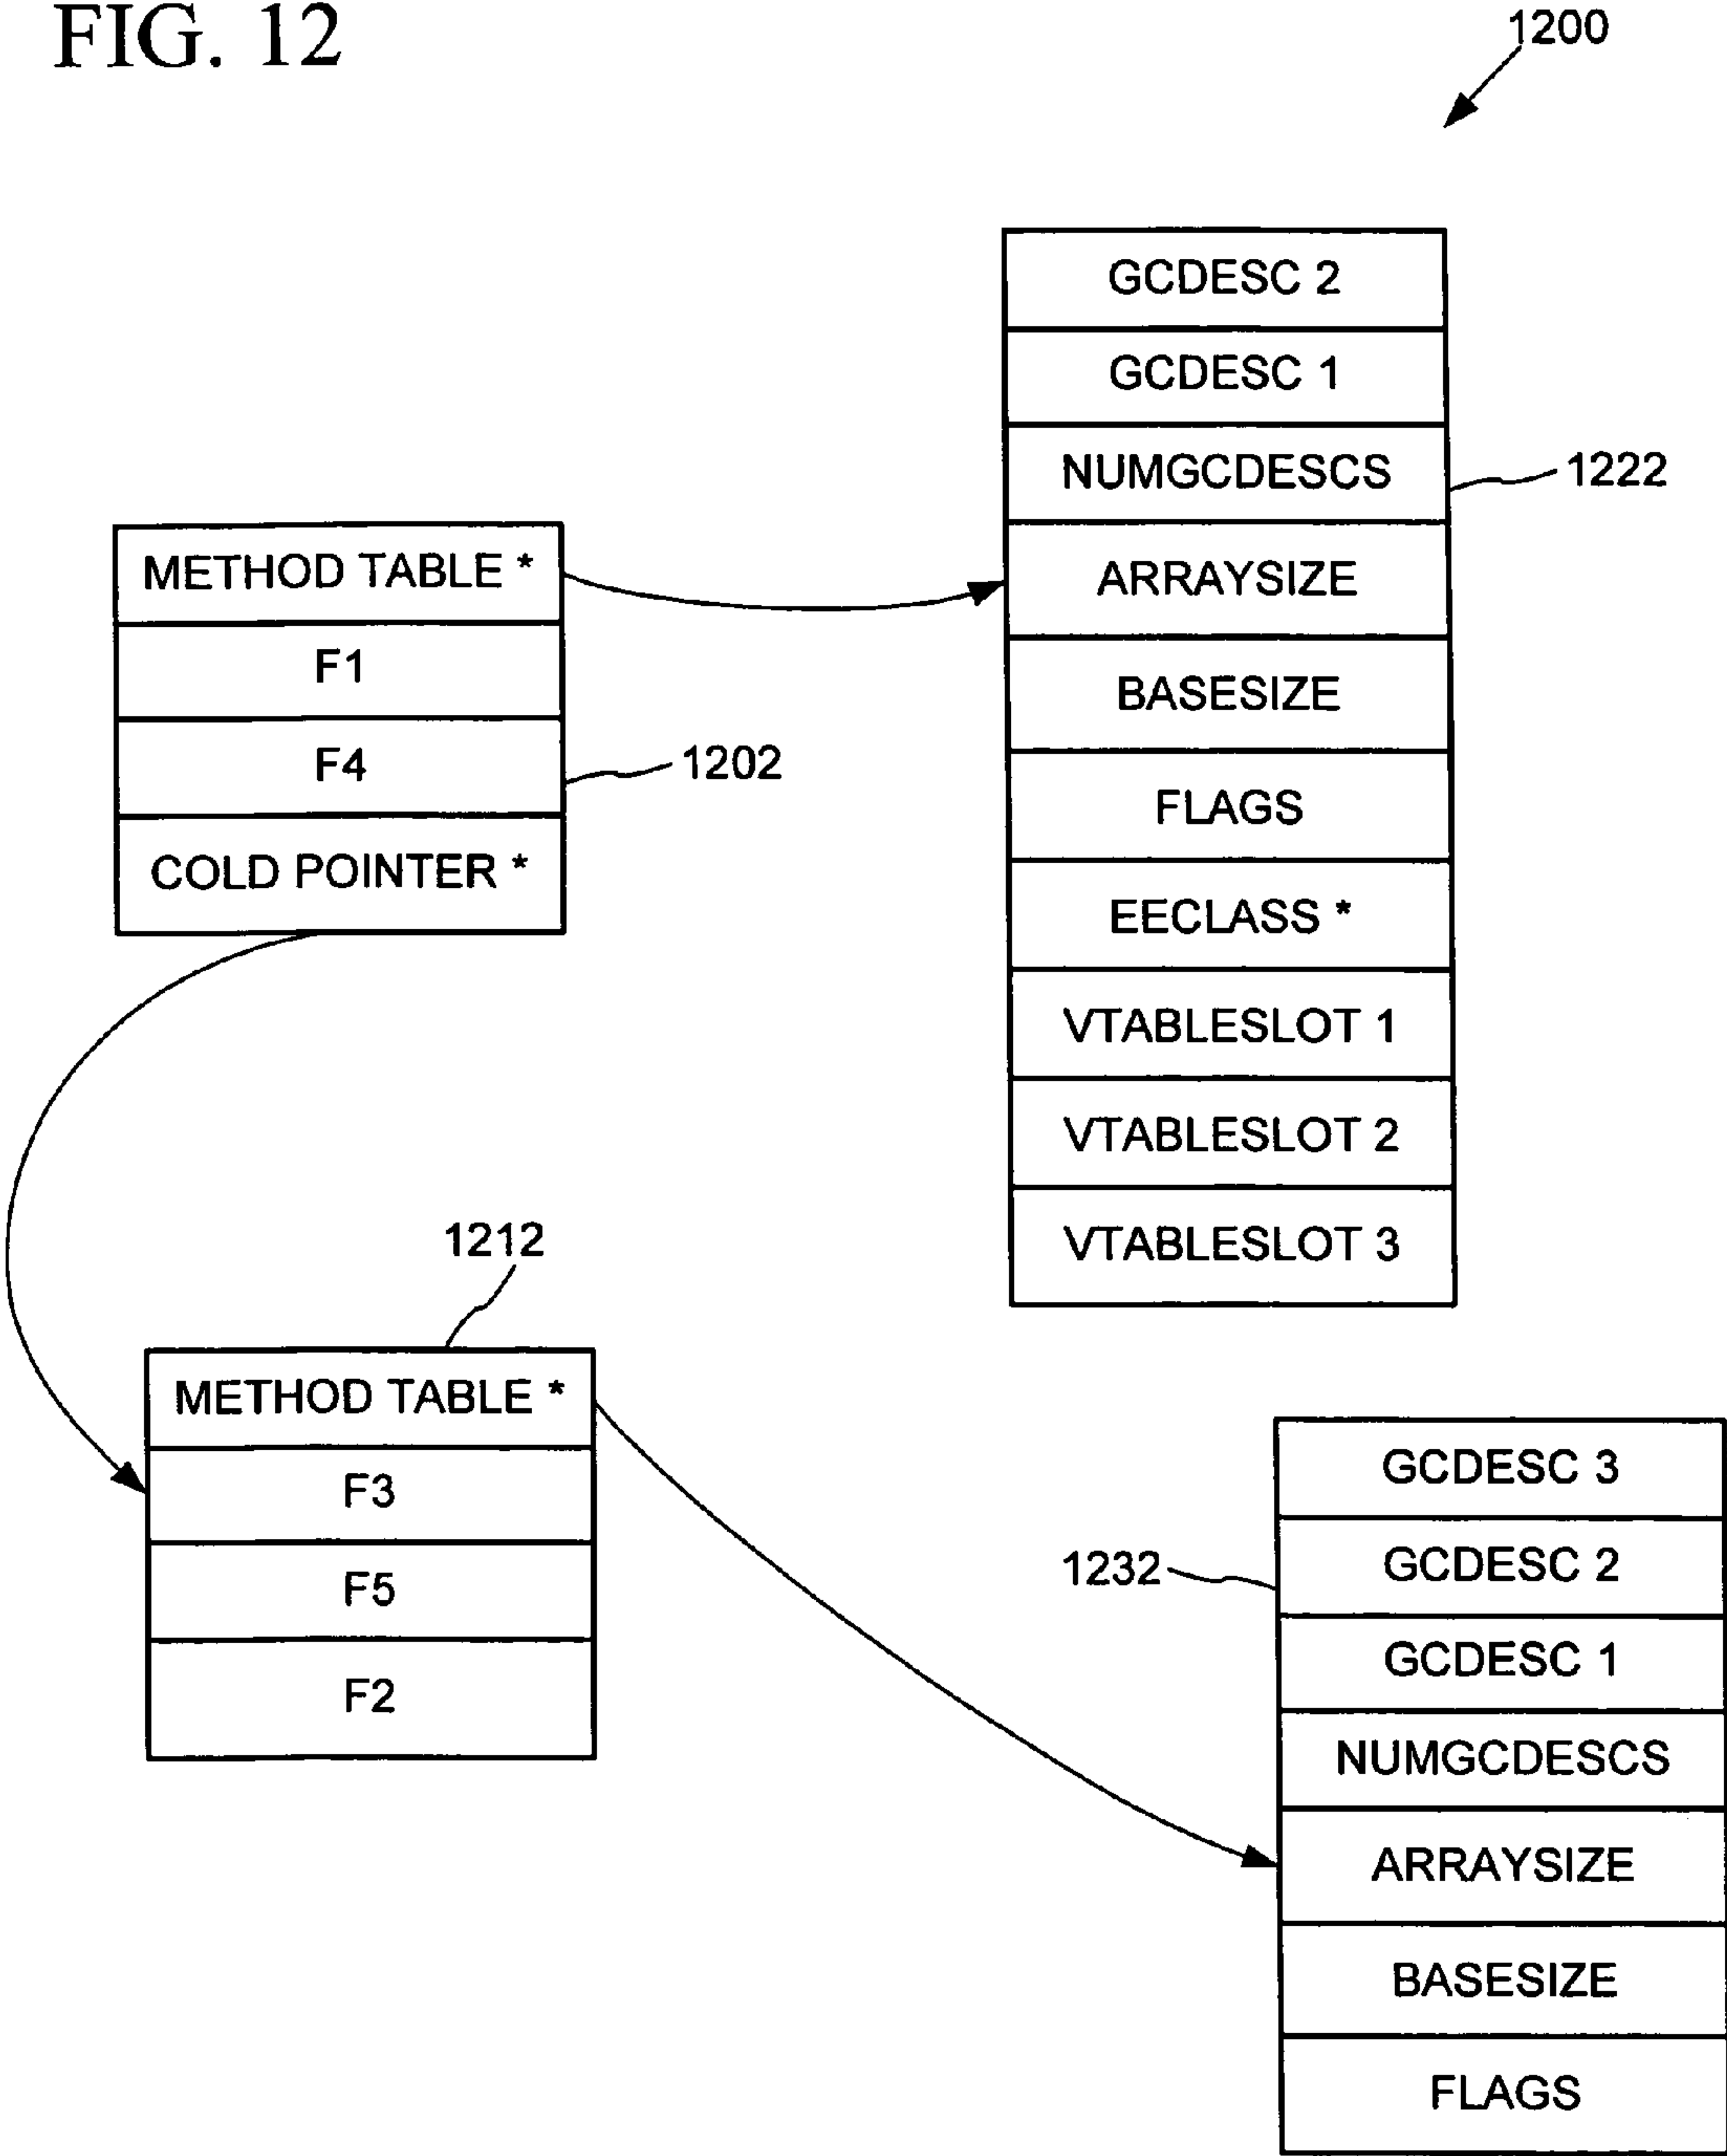 FIG. 12
1200
GCDESC 2
GCDESC 1
NUMGCDESCS
1222
ARRAYSIZE
BASESIZE
FLAGS
EECLASS *
VTABLESLOT 1
VTABLESLOT 2
VTABLESLOT 3
METHOD TABLE *
F1
F4
1202
COLD POINTER *
1212
METHOD TABLE *
F3
F5
F2
GCDESC 3
1232
GCDESC 2
GCDESC 1
NUMGCDESCS
ARRAYSIZE
BASESIZE
FLAGS